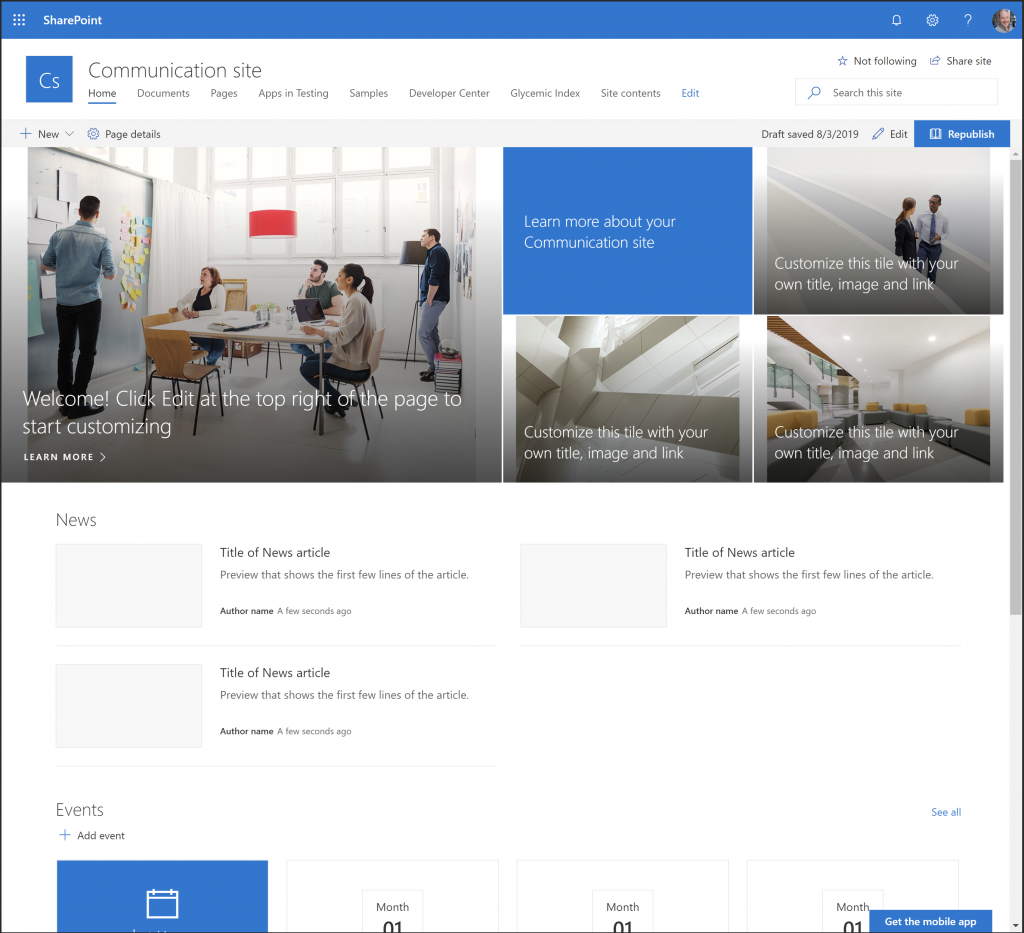 SharePoint
?
Cs
Communication site
Not following
Share site
Home
Documents
Pages
Apps in Testing
Samples
Developer Center
Glycemic Index
Site contents
Edit
Search this site
New
Page details
Draft saved 8/3/2019
Edit
Republish
Welcome! Click Edit at the top right of the page to
start customizing
LEARN MORE
Learn more about your
Communication site
Customize this tile with your
own title, image and link
Customize this tile with your
own title, image and link
Customize this tile with your
own title, image and link
News
Title of News article
Preview that shows the first few lines of the article.
Author name A few seconds ago
Title of News article
Preview that shows the first few lines of the article.
Author name A few seconds ago
Title of News article
Preview that shows the first few lines of the article.
Author name A few seconds ago
Events
See all
Add event
Month
01
Month
01
Month
01
Get the mobile app